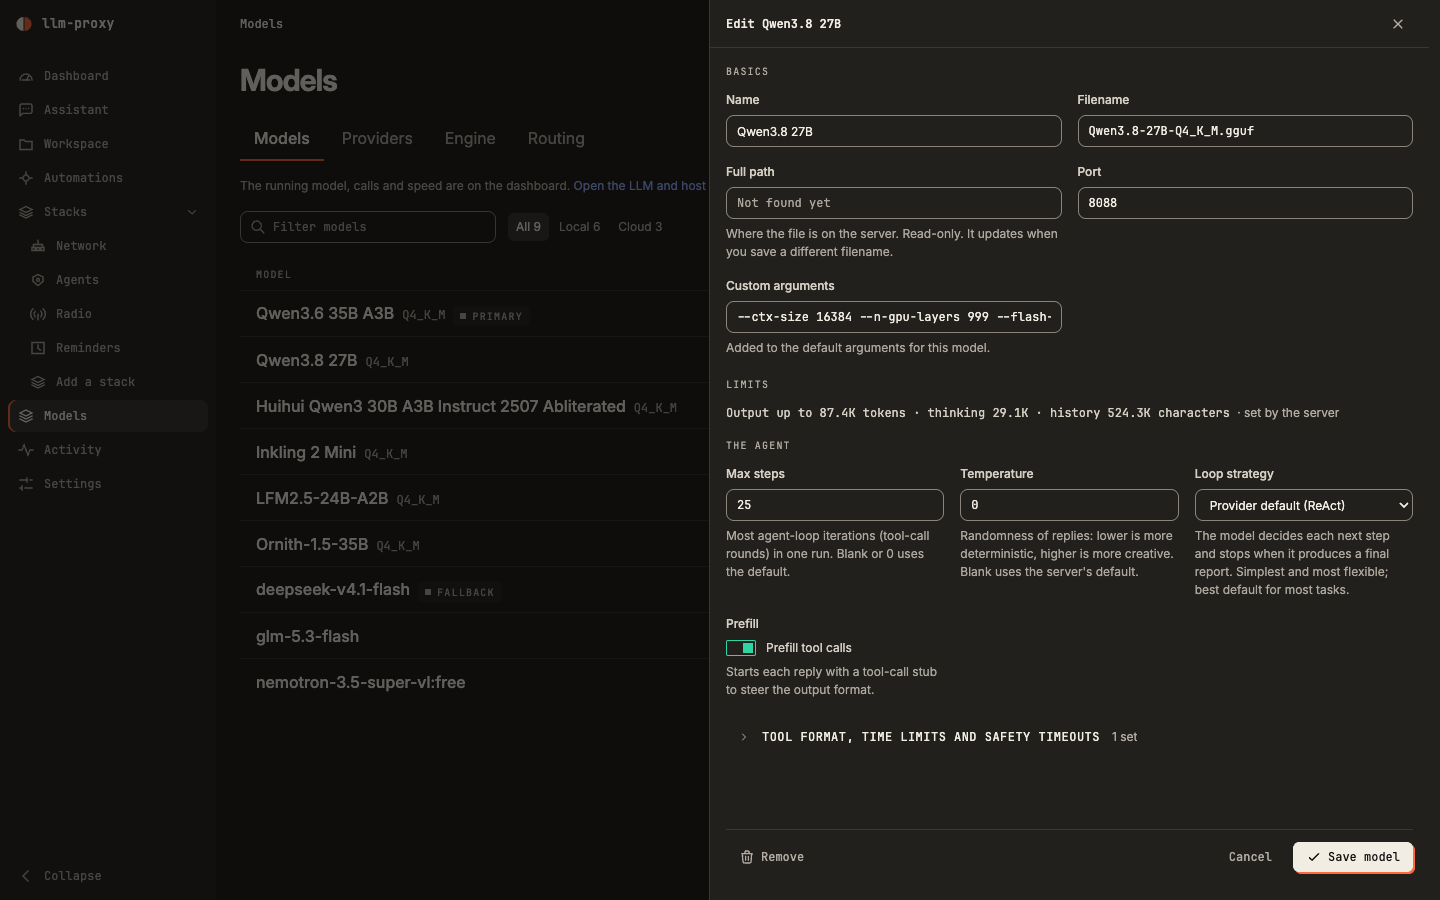 llm-proxy
Dashboard
Assistant
Workspace
Automations
Stacks
Network
Agents
Radio
Reminders
Add a stack
Models
Activity
Settings
Collapse
Models
Models
Models Providers Engine Routing
The running model, calls and speed are on the dashboard. Open the LLM and host
Filter models All 9 Local 6 Cloud 3
MODEL
Qwen3.6 35B A3B Q4_K_M PRIMARY
Qwen3.8 27B Q4_K_M
Huihui Qwen3 30B A3B Instruct 2507 Abliterated Q4_K_M
Inkling 2 Mini Q4_K_M
LFM2.5-24B-A2B Q4_K_M
Ornith-1.5-35B Q4_K_M
deepseek-v4.1-flash FALLBACK
glm-5.3-flash
nemotron-3.5-super-vl:free
Edit Qwen3.8 27B
BASICS
Name Filename
Qwen3.8 27B Qwen3.8-27B-Q4_K_M.gguf
Full path Port
Not found yet 8088
Where the file is on the server. Read-only. It updates when
you save a different filename.
Custom arguments
--ctx-size 16384 --n-gpu-layers 999 --flash-
Added to the default arguments for this model.
LIMITS
Output up to 87.4K tokens · thinking 29.1K · history 524.3K characters · set by the server
THE AGENT
Max steps Temperature Loop strategy
25 0 Provider default (ReAct)
Most agent-loop iterations (tool-call
rounds) in one run. Blank or 0 uses
the default.
Randomness of replies: lower is more
deterministic, higher is more creative.
Blank uses the server's default.
The model decides each next step
and stops when it produces a final
report. Simplest and most flexible;
best default for most tasks.
Prefill
Prefill tool calls
Starts each reply with a tool-call stub
to steer the output format.
TOOL FORMAT, TIME LIMITS AND SAFETY TIMEOUTS 1 set
Remove Cancel Save model